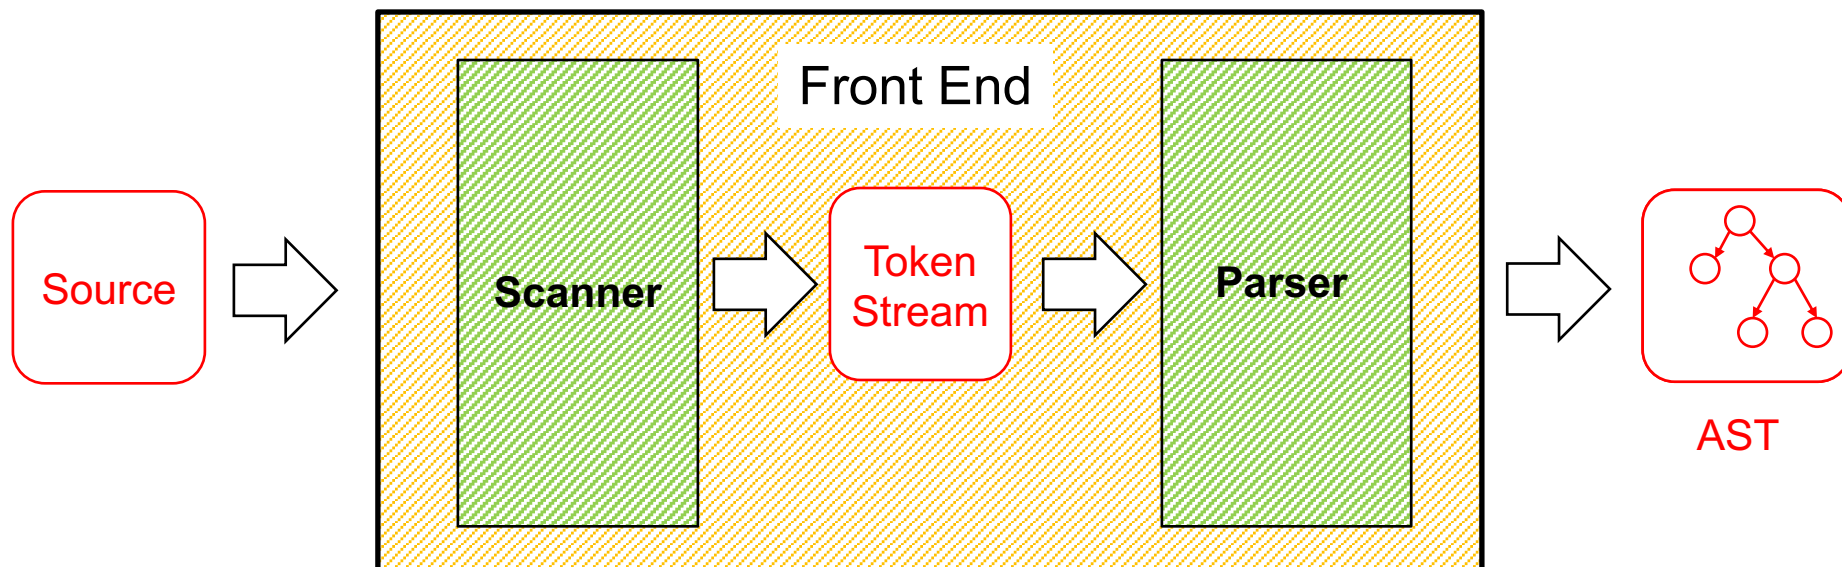 Front End
Source
Scanner
Token
Stream
Parser
AST